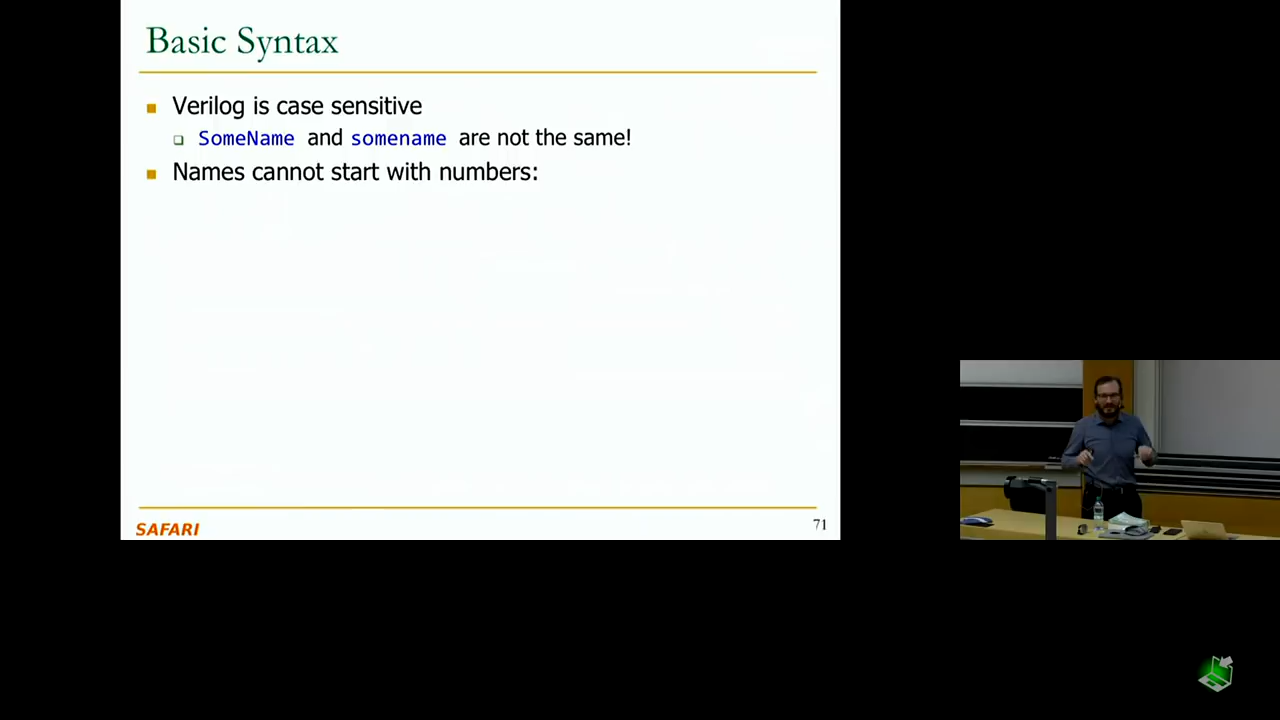 Basic Syntax
Verilog is case sensitive
SomeName and somename are not the same!
Names cannot start with numbers:
SAFARI
71